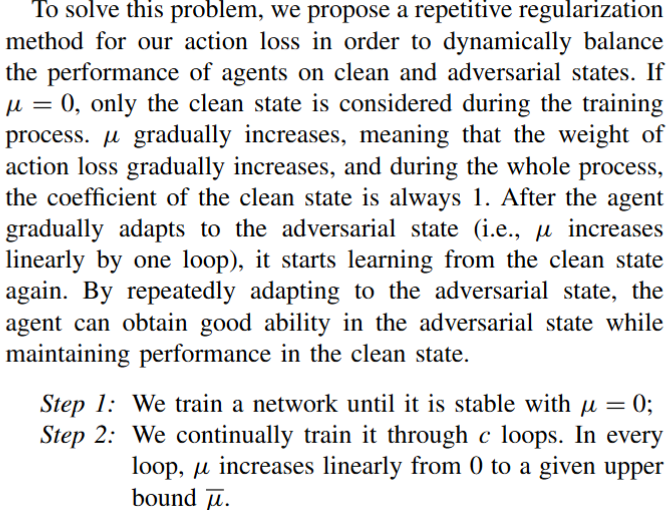 To solve this problem, we propose a repetitive regularization
method for our action loss in order to dynamically balance
the performance of agents on clean and adversarial states. If
μ = 0, only the clean state is considered during the training
process. μ gradually increases, meaning that the weight of
action loss gradually increases, and during the whole process,
the coefficient of the clean state is always 1. After the agent
gradually adapts to the adversarial state (i.e., μ increases
linearly by one loop), it starts learning from the clean state
again. By repeatedly adapting to the adversarial state, the
agent can obtain good ability in the adversarial state while
maintaining performance in the clean state.
Step 1: We train a network until it is stable with μ = 0;
Step 2: We continually train it through c loops. In every
loop, μ increases linearly from 0 to a given upper
bound μ̅.